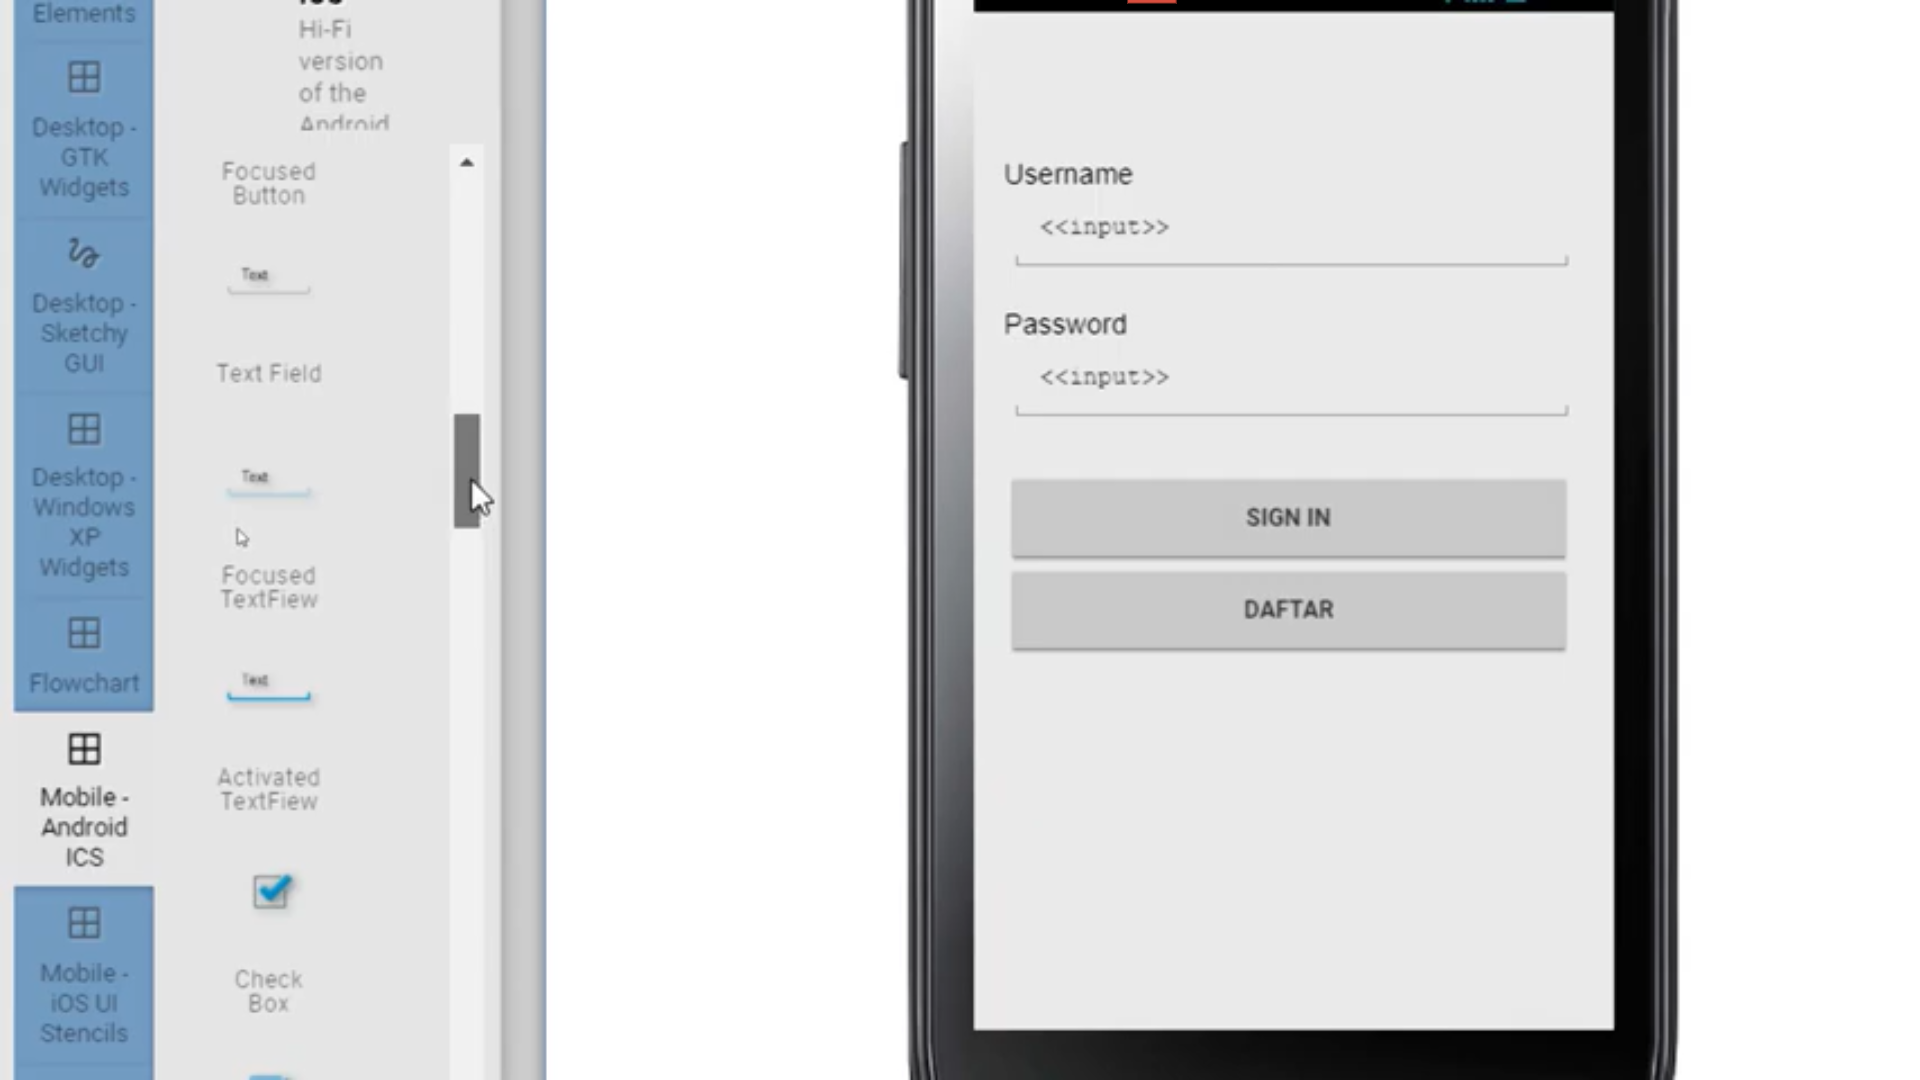 Elements
Desktop -
GTK
Widgets
Desktop -
Sketchy
GUI
Desktop -
Windows
XP
Widgets
Flowchart
Mobile -
Android
ICS
Mobile -
iOS UI
Stencils
Hi-Fi
version
of the
Android
Focused
Button
Text
Text Field
Text
Focused
TextFiew
Text
Activated
TextFiew
Check
Box
Username
<<input>>
Password
<<input>>
SIGN IN
DAFTAR